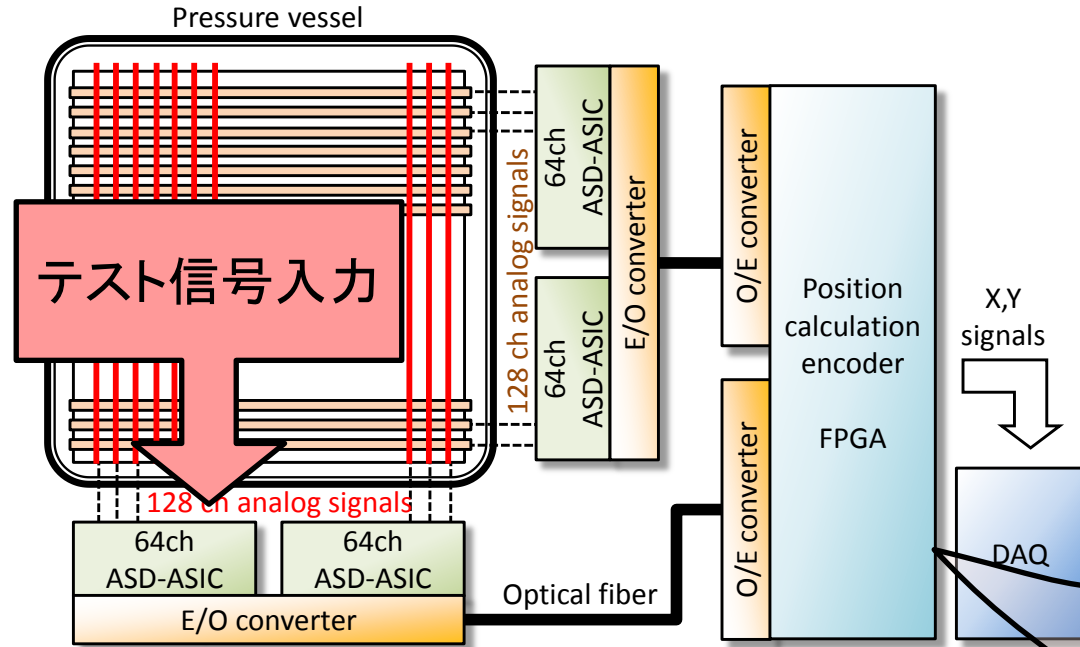 Pressure vessel
テスト信号入力
128 ch analog signals
64ch
ASD-ASIC
64ch
ASD-ASIC
E/O converter
128 ch analog signals
64ch
ASD-ASIC
64ch
ASD-ASIC
E/O converter
Optical fiber
O/E converter
O/E converter
Position
calculation
encoder
FPGA
X,Y
signals
DAQ